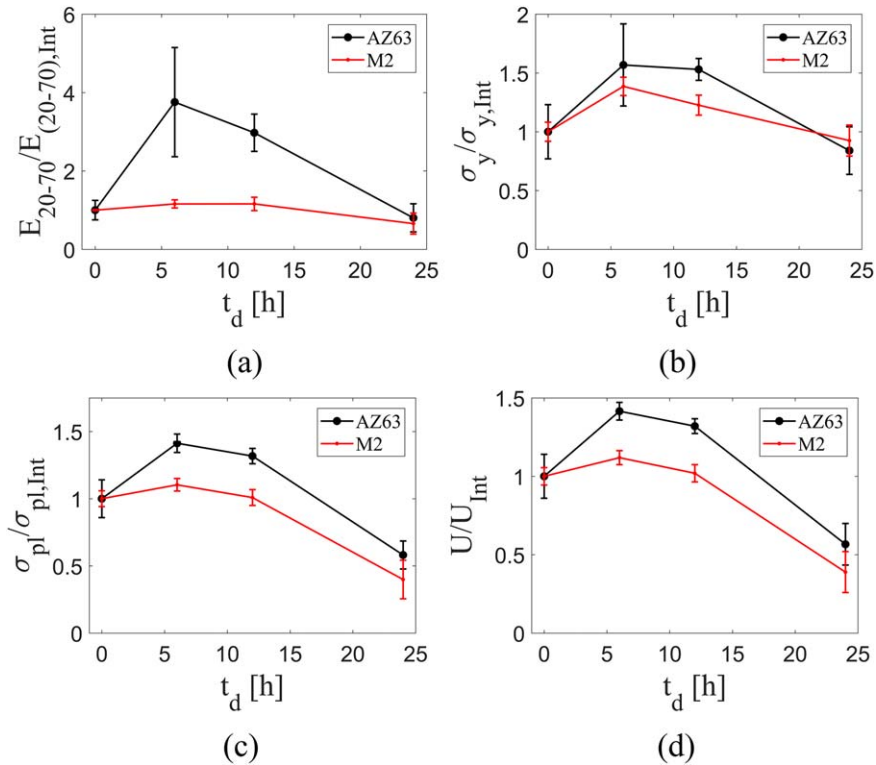 6
4
2
0
E20-70/E(20-70),Int
AZ63
M2
0 5 10 15 20 25
td [h]
(a)
2
1.5
1
0.5
0
σy/σy,Int
AZ63
M2
0 5 10 15 20 25
td [h]
(b)
1.5
1
0.5
0
σpl/σpl,Int
AZ63
M2
0 5 10 15 20 25
td [h]
(c)
1.5
1
0.5
0
U/UInt
AZ63
M2
0 5 10 15 20 25
td [h]
(d)